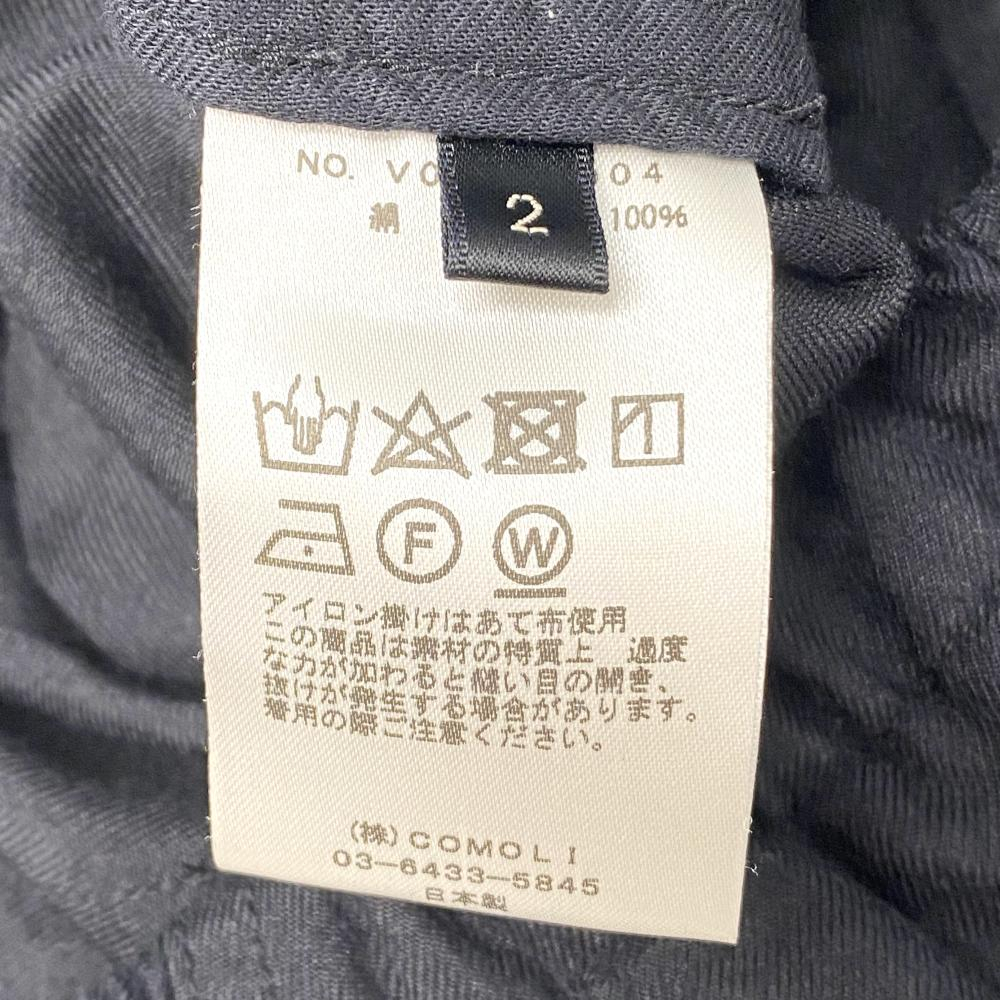 NO. V0 04
2 100%
F W
アイロン掛けはあて布使用
この商品は素材の特質上 過度
な力が加わると縫い目の開き、
抜けが発生する場合があります。
着用の際ご注意ください。
(株)COMOLI
03-6433-5845
日本製